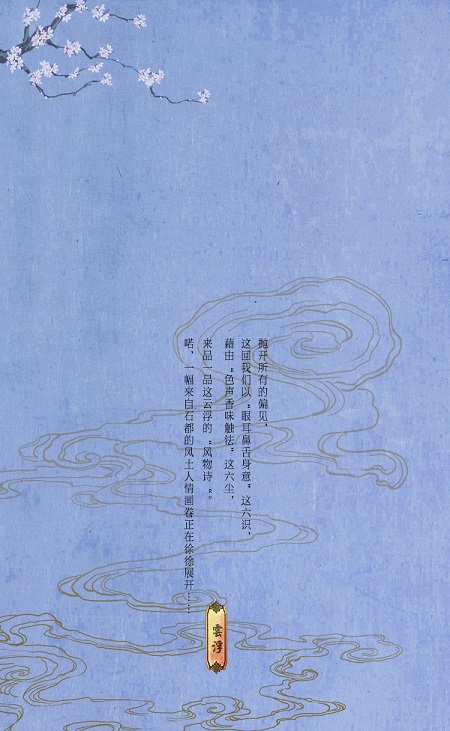 抛开所有的偏见，
这回我们以“眼耳鼻舌身意”这六识，
藉由“色声香味触法”这六尘，
来品一品这云浮的“风物诗”。
喏，一幅来自石都的风土人情画卷正在徐徐展开……
雲浮